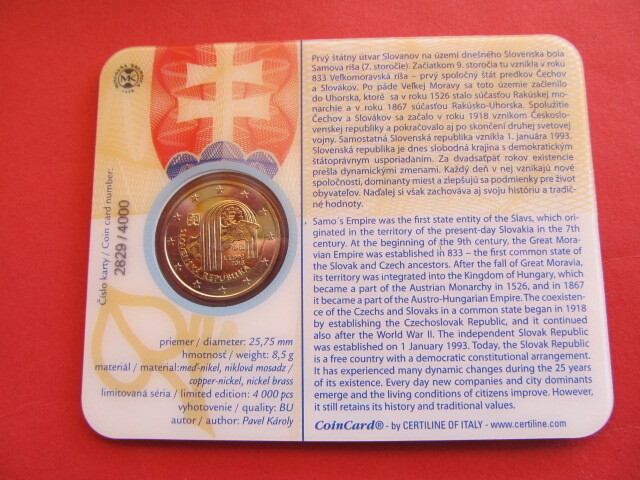 Prvý štátny útvar Slovanov na území dnešného Slovenska bola
Samova ríša (7. storočie). Začiatkom 9. storočia tu vznikla v roku
833 Veľkomoravská ríša – prvý spoločný štát predkov Čechov
a Slovákov. Po páde Veľkej Moravy sa toto územie začlenilo
do Uhorska, ktoré sa v roku 1526 stalo súčasťou Rakúskej mo-
narchie a v roku 1867 súčasťou Rakúsko-Uhorska. Spolužitie
Čechov a Slovákov sa začalo v roku 1918 vznikom Českoslo-
venskej republiky a pokračovalo aj po skončení druhej svetovej
vojny. Samostatná Slovenská republika vznikla 1. januára 1993.
Slovenská republika je dnes slobodná krajina s demokratickým
štátoprávnym usporiadaním. Za dvadsaťpäť rokov existencie
prešla dynamickými zmenami. Každý deň v nej vznikajú nové
spoločnosti, dominanty miest a zlepšujú sa podmienky pre život
obyvateľov. Naďalej si však zachováva aj svoju históriu a tradič-
né hodnoty.
Samo´s Empire was the first state entity of the Slavs, which ori-
ginated in the territory of the present-day Slovakia in the 7th
century. At the beginning of the 9th century, the Great Mora-
vian Empire was established in 833 – the first common state of
the Slovak and Czech ancestors. After the fall of Great Moravia,
its territory was integrated into the Kingdom of Hungary, which
became a part of the Austrian Monarchy in 1526, and in 1867
it became a part of the Austro-Hungarian Empire. The coexisten-
ce of the Czechs and Slovaks in a common state began in 1918
by establishing the Czechoslovak Republic, and it continued
also after the World War II. The independent Slovak Republic
was established on 1 January 1993. Today, the Slovak Republic
is a free country with a democratic constitutional arrangement.
It has experienced many dynamic changes during the 25 years
of its existence. Every day new companies and city dominants
emerge and the living conditions of citizens improve. However,
it still retains its history and traditional values.
CoinCard® - by CERTILINE OF ITALY - www.certiline.com
Číslo karty / Coin card number:
2829 / 4000
MK
SLOVENSKÁ REPUBLIKA
priemer / diameter: 25,75 mm
hmotnosť / weight: 8,5 g
materiál / material: meď-nikel, niklová mosadz /
copper-nickel, nickel brass
limitovaná séria / limited edition: 4 000 pcs
vyhotovenie / quality: BU
autor / author: Pavel Károly